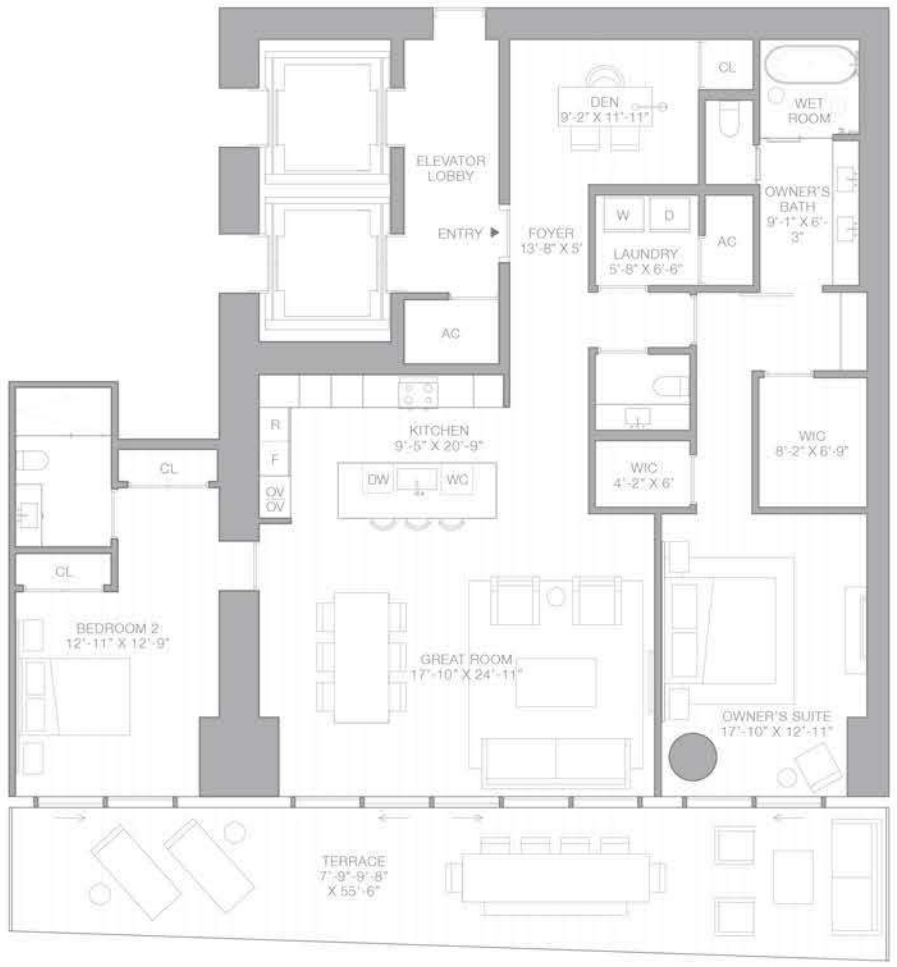 CL
DEN
9'-2" X 11'-11"
WET
ROOM
ELEVATOR
LOBBY
OWNER'S
BATH
9'-1" X 6'-
3"
W
D
ENTRY
FOYER
13'-8" X 5'
AC
LAUNDRY
5'-8" X 6'-6"
AC
R
F
OV
OV
KITCHEN
9'-5" X 20'-9"
DW
WC
WIC
8'-2" X 6'-9"
WIC
4'-2" X 6'
CL
CL
BEDROOM 2
12'-11" X 12'-9"
GREAT ROOM
17'-10" X 24'-11"
OWNER'S SUITE
17'-10" X 12'-11"
TERRACE
7'-9"-9'-8"
X 55'-6"